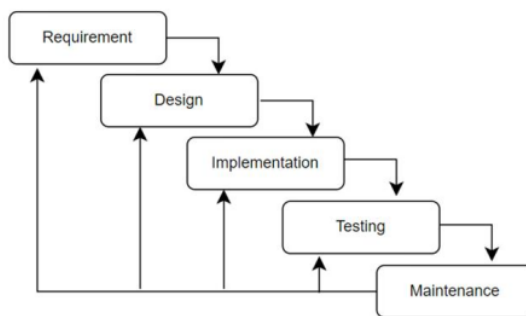 Requirement
Design
Implementation
Testing
Maintenance